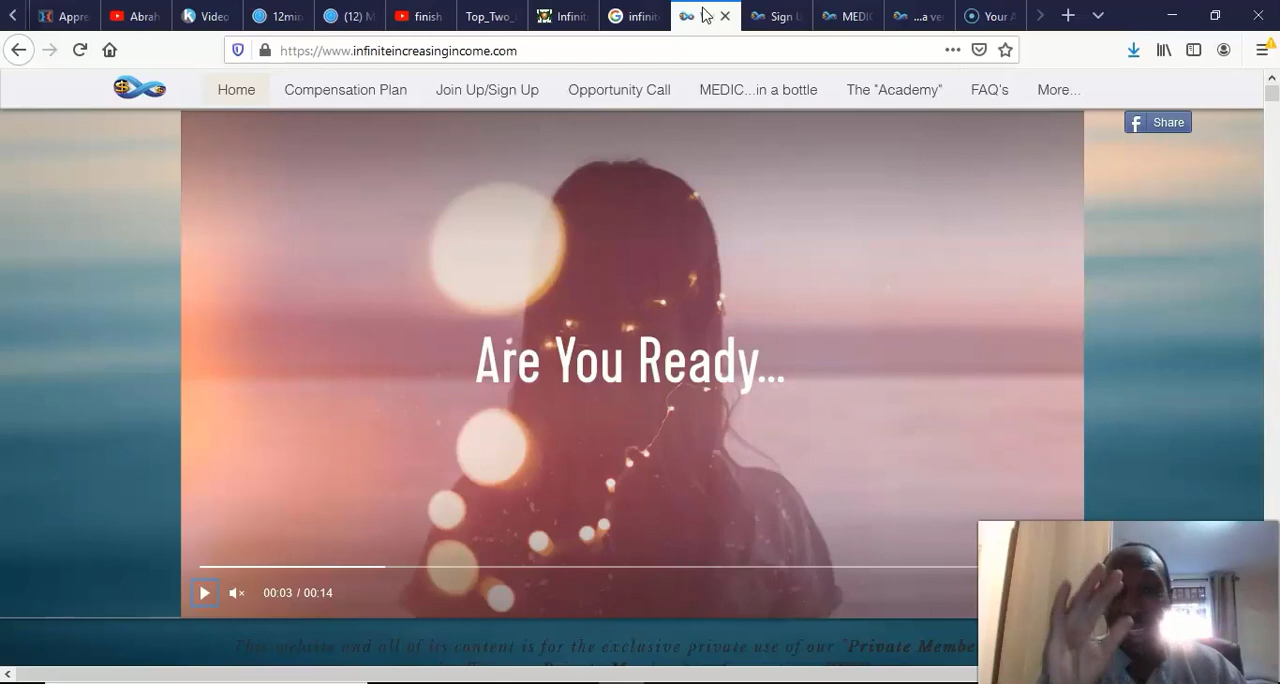 Appre
Abrah
Video
12min
(12) M
finish
Top_Two_
Infinit
infinit
Sign U
MEDIC
...a ve
Your A
https://www.infiniteincreasingincome.com
Home
Compensation Plan
Join Up/Sign Up
Opportunity Call
MEDIC...in a bottle
The "Academy"
FAQ's
More...
f Share
Are You Ready...
00:03 / 00:14
This website and all of its content is for the exclusive private use of our "Private Membe